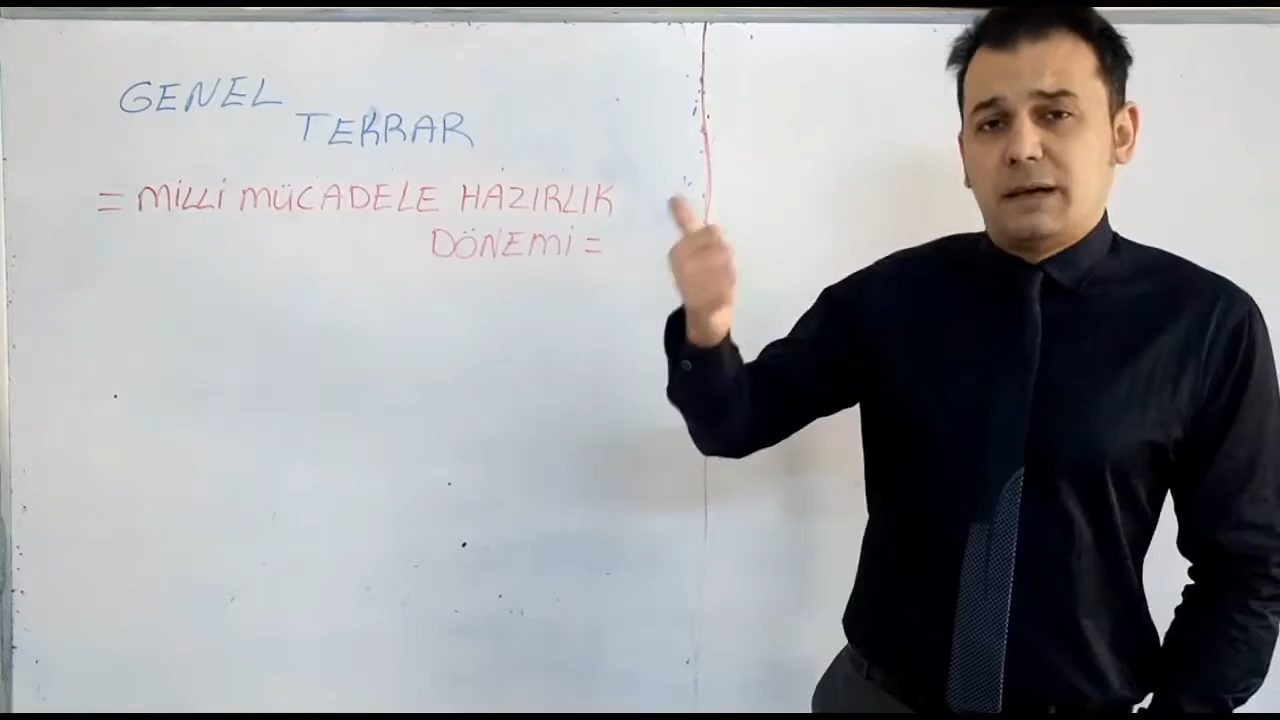 GENEL
TEKRAR
= MİLLİ MÜCADELE HAZIRLIK
DÖNEMİ =